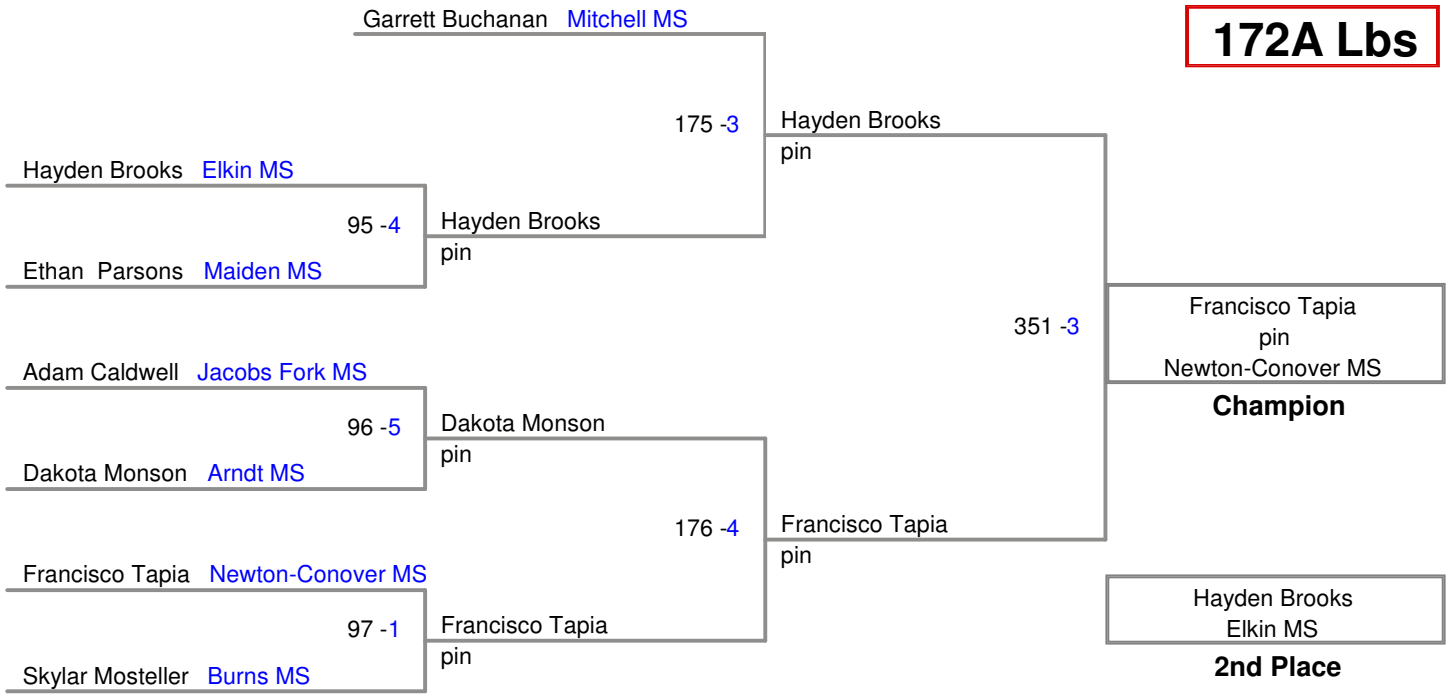 Garrett Buchanan Mitchell MS
172A Lbs
175 -3
Hayden Brooks
pin
Hayden Brooks Elkin MS
95 -4
Hayden Brooks
pin
Ethan  Parsons Maiden MS
351 -3
Francisco Tapia
pin
Newton-Conover MS
Champion
Adam Caldwell Jacobs Fork MS
96 -5
Dakota Monson
pin
Dakota Monson Arndt MS
176 -4
Francisco Tapia
pin
Francisco Tapia Newton-Conover MS
97 -1
Francisco Tapia
pin
Skylar Mosteller Burns MS
Hayden Brooks
Elkin MS
2nd Place